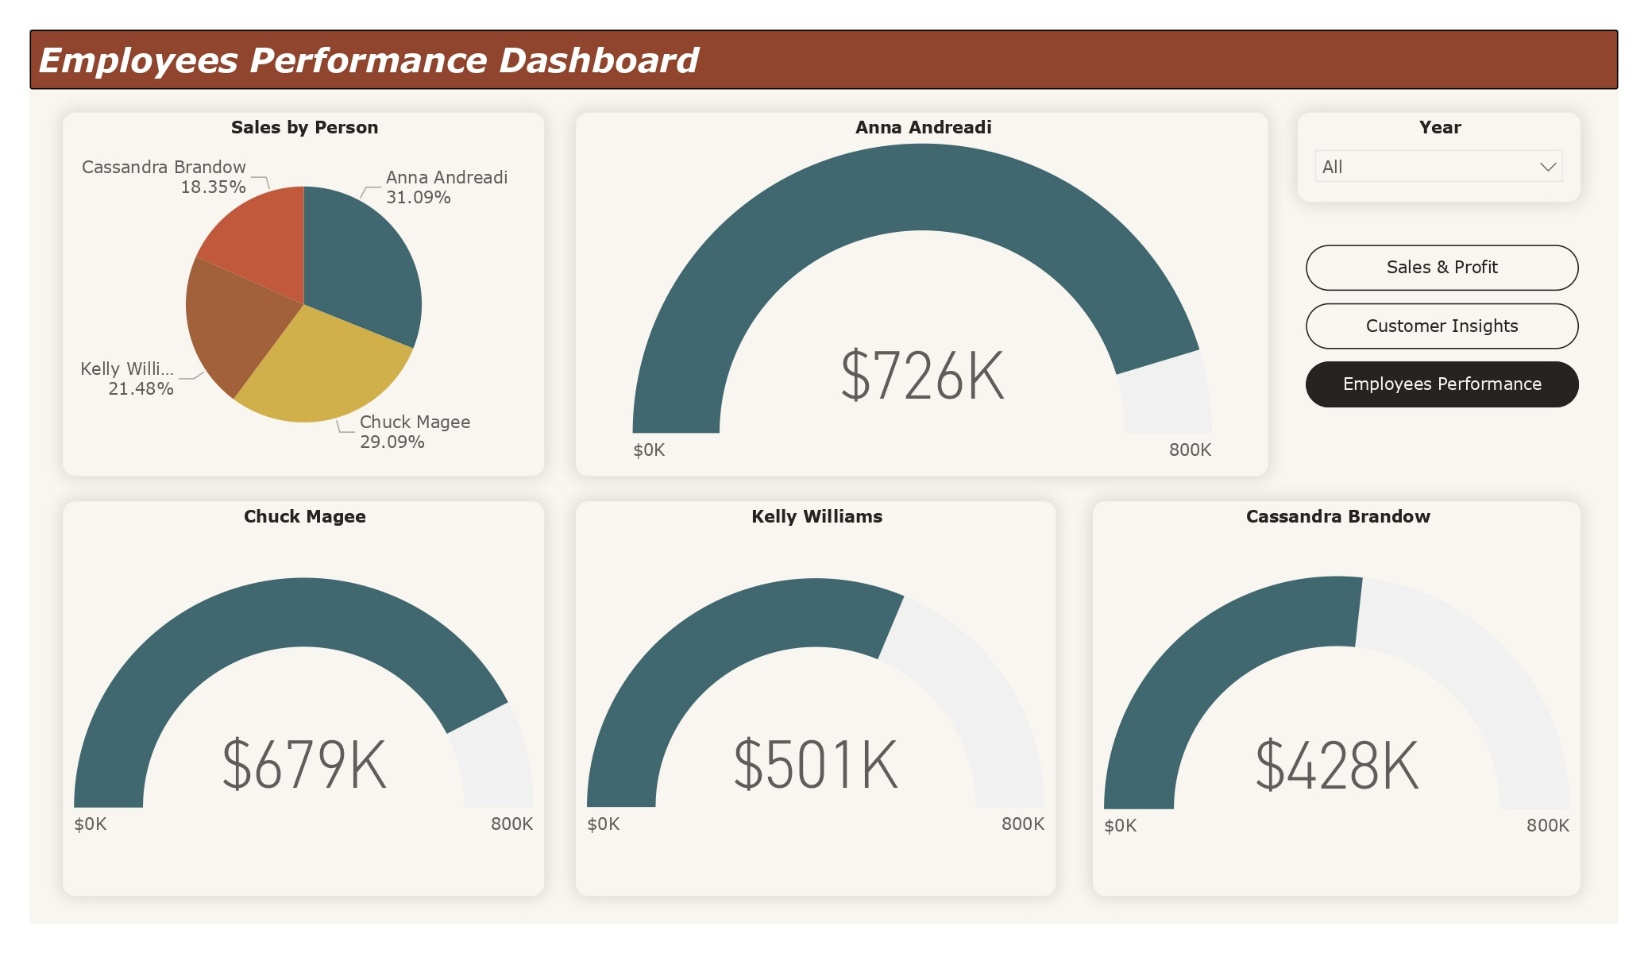 Employees Performance Dashboard
Sales by Person
Cassandra Brandow
18.35%
Anna Andreadi
31.09%
Kelly Willi...
21.48%
Chuck Magee
29.09%
Anna Andreadi
$726K
$0K
800K
Year
All
Sales & Profit
Customer Insights
Employees Performance
Chuck Magee
$679K
$0K
800K
Kelly Williams
$501K
$0K
800K
Cassandra Brandow
$428K
$0K
800K